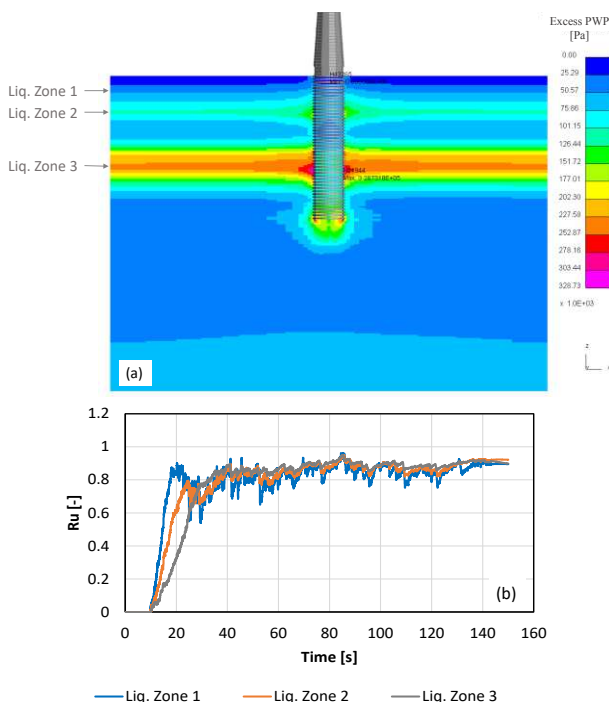 Excess PWP
[Pa]
0.00
25.29
50.57
75.86
101.15
126.44
151.72
177.01
202.30
227.59
252.87
278.16
303.44
328.73
x 1.0E+03
Liq. Zone 1
Liq. Zone 2
Liq. Zone 3
z
(a)
1.2
1
0.8
0.6
0.4
0.2
0
Ru [-]
(b)
0 20 40 60 80 100 120 140 160
Time [s]
Liq. Zone 1 Liq. Zone 2 Liq. Zone 3